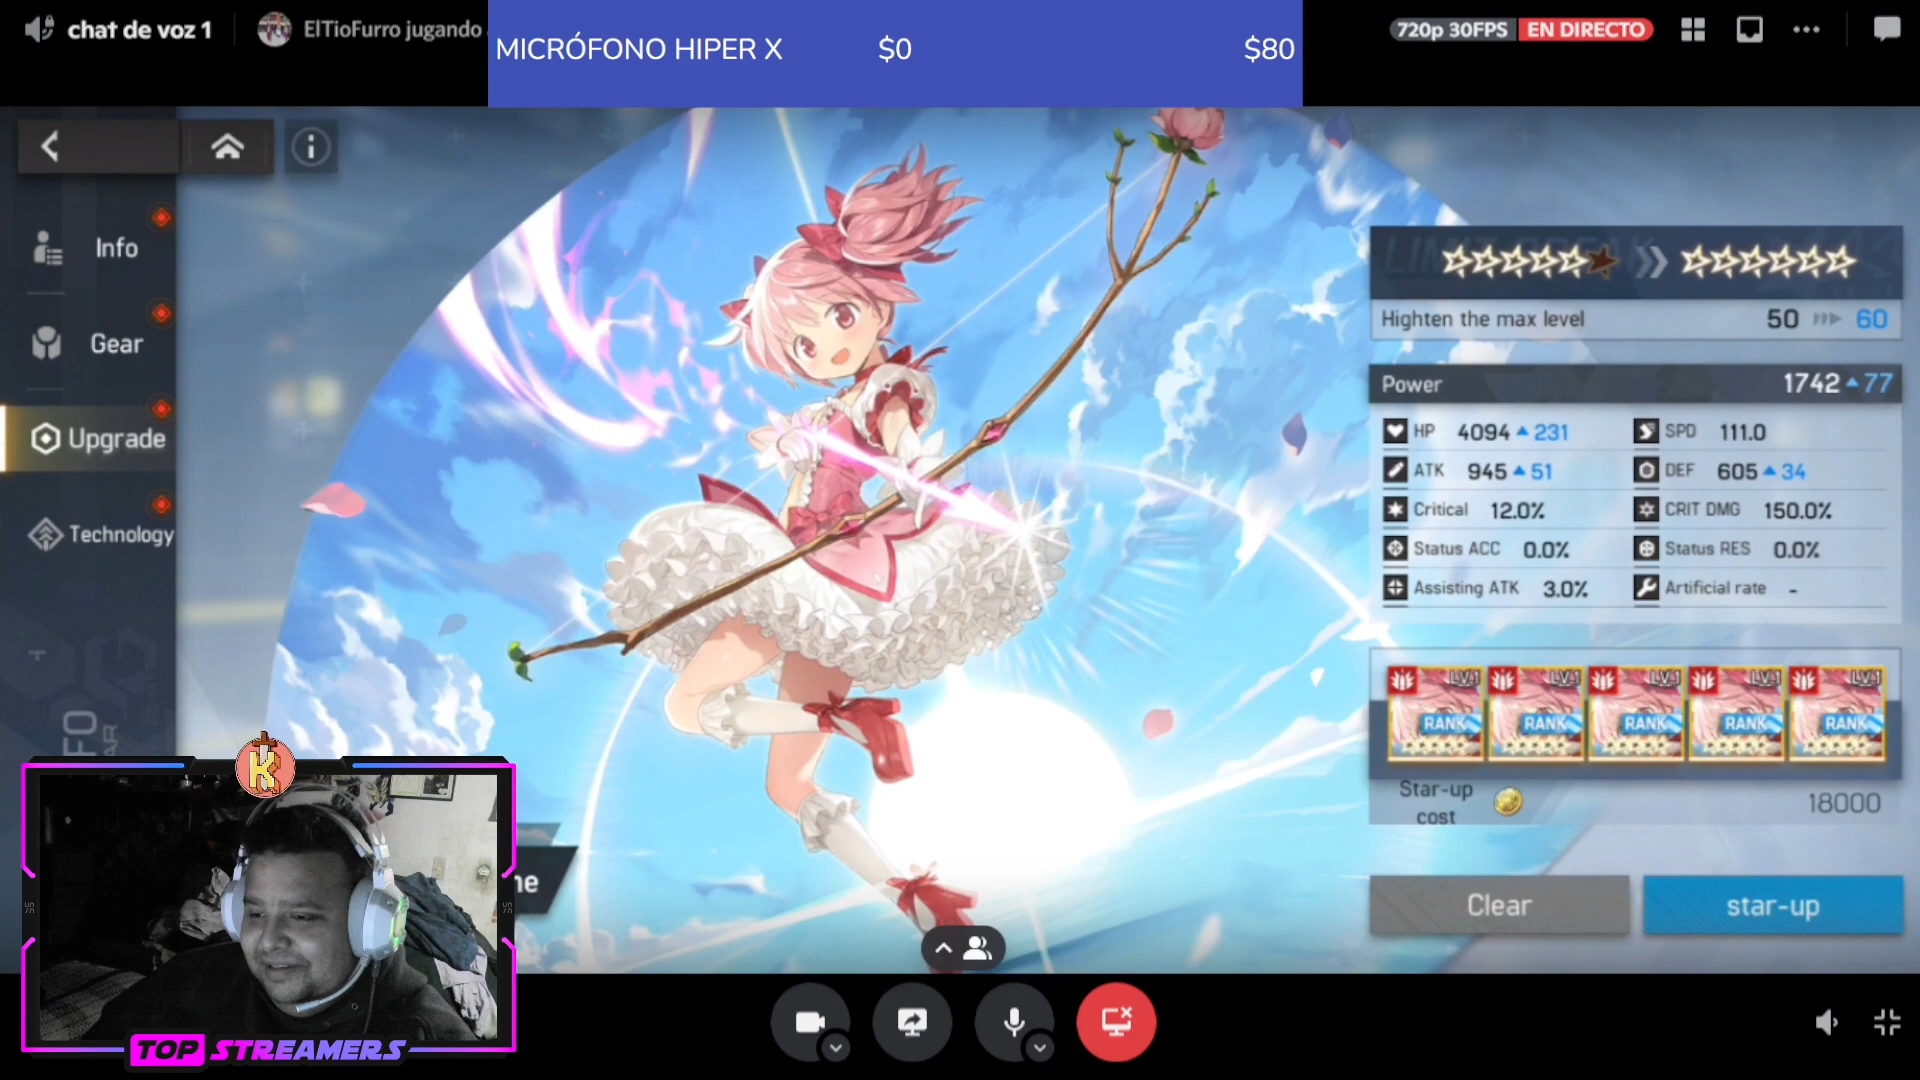 chat de voz 1
ElTioFurro jugando
MICRÓFONO HIPER X $0 $80
720p 30FPS EN DIRECTO
Info
Gear
Upgrade
Technology
Highten the max level 50 60
Power 1742 77
HP 4094 231 SPD 111.0
ATK 945 51 DEF 605 34
Critical 12.0% CRIT DMG 150.0%
Status ACC 0.0% Status RES 0.0%
Assisting ATK 3.0% Artificial rate -
LV.1 LV.1 LV.1 LV.1 LV.1
RANK RANK RANK RANK RANK
Star-up cost 18000
Clear star-up
K
TOP STREAMERS